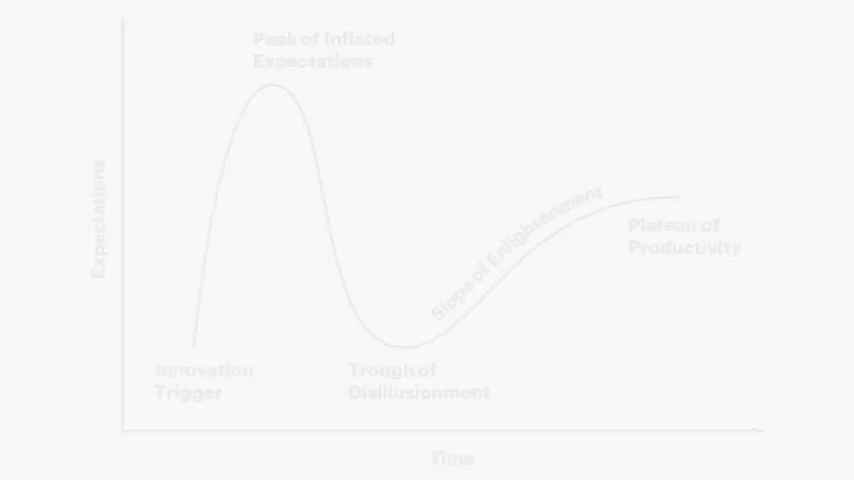 Peak of Inflated
Expectations
Expectations
Slope of Enlightenment
Plateau of
Productivity
Innovation
Trigger
Trough of
Disillusionment
Time